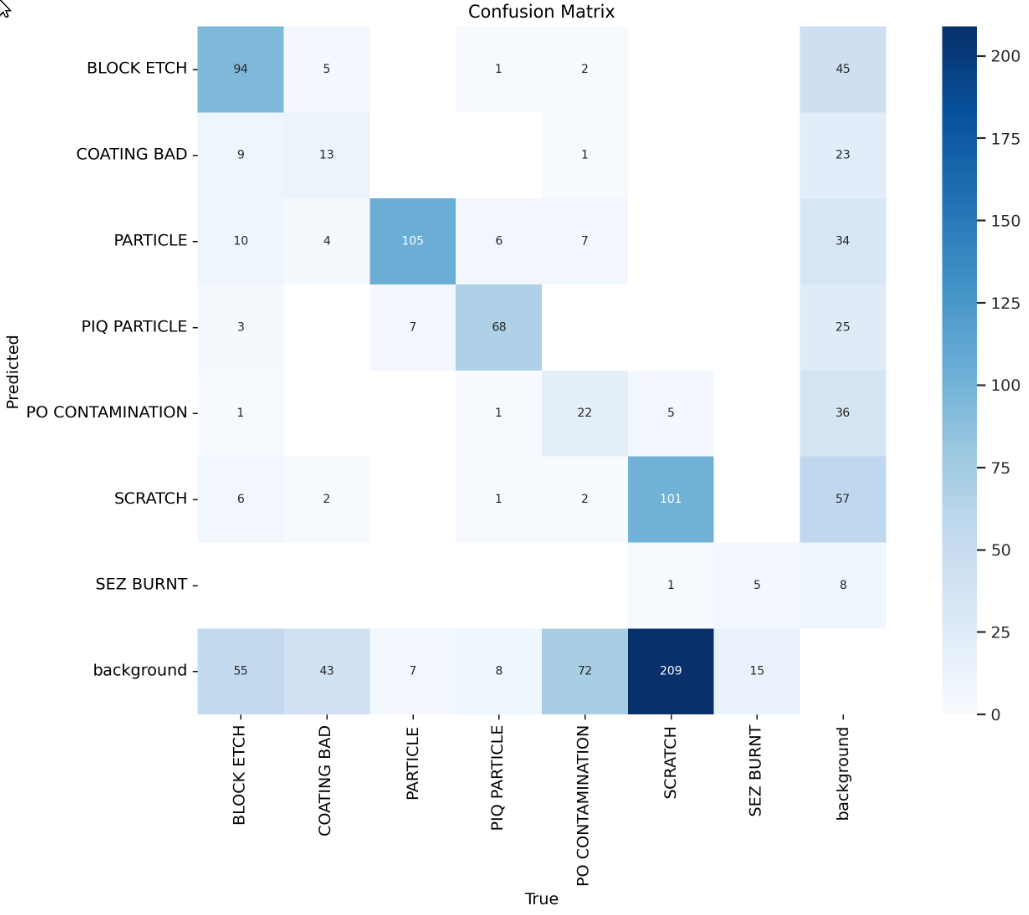 Confusion Matrix
BLOCK ETCH 94 5 1 2 45
COATING BAD 9 13 1 23
PARTICLE 10 4 105 6 7 34
PIQ PARTICLE 3 7 68 25
PO CONTAMINATION 1 1 22 5 36
SCRATCH 6 2 1 2 101 57
SEZ BURNT 1 5 8
background 55 43 7 8 72 209 15
Predicted
BLOCK ETCH
COATING BAD
PARTICLE
PIQ PARTICLE
PO CONTAMINATION
SCRATCH
SEZ BURNT
background
True
200
175
150
125
100
75
50
25
0